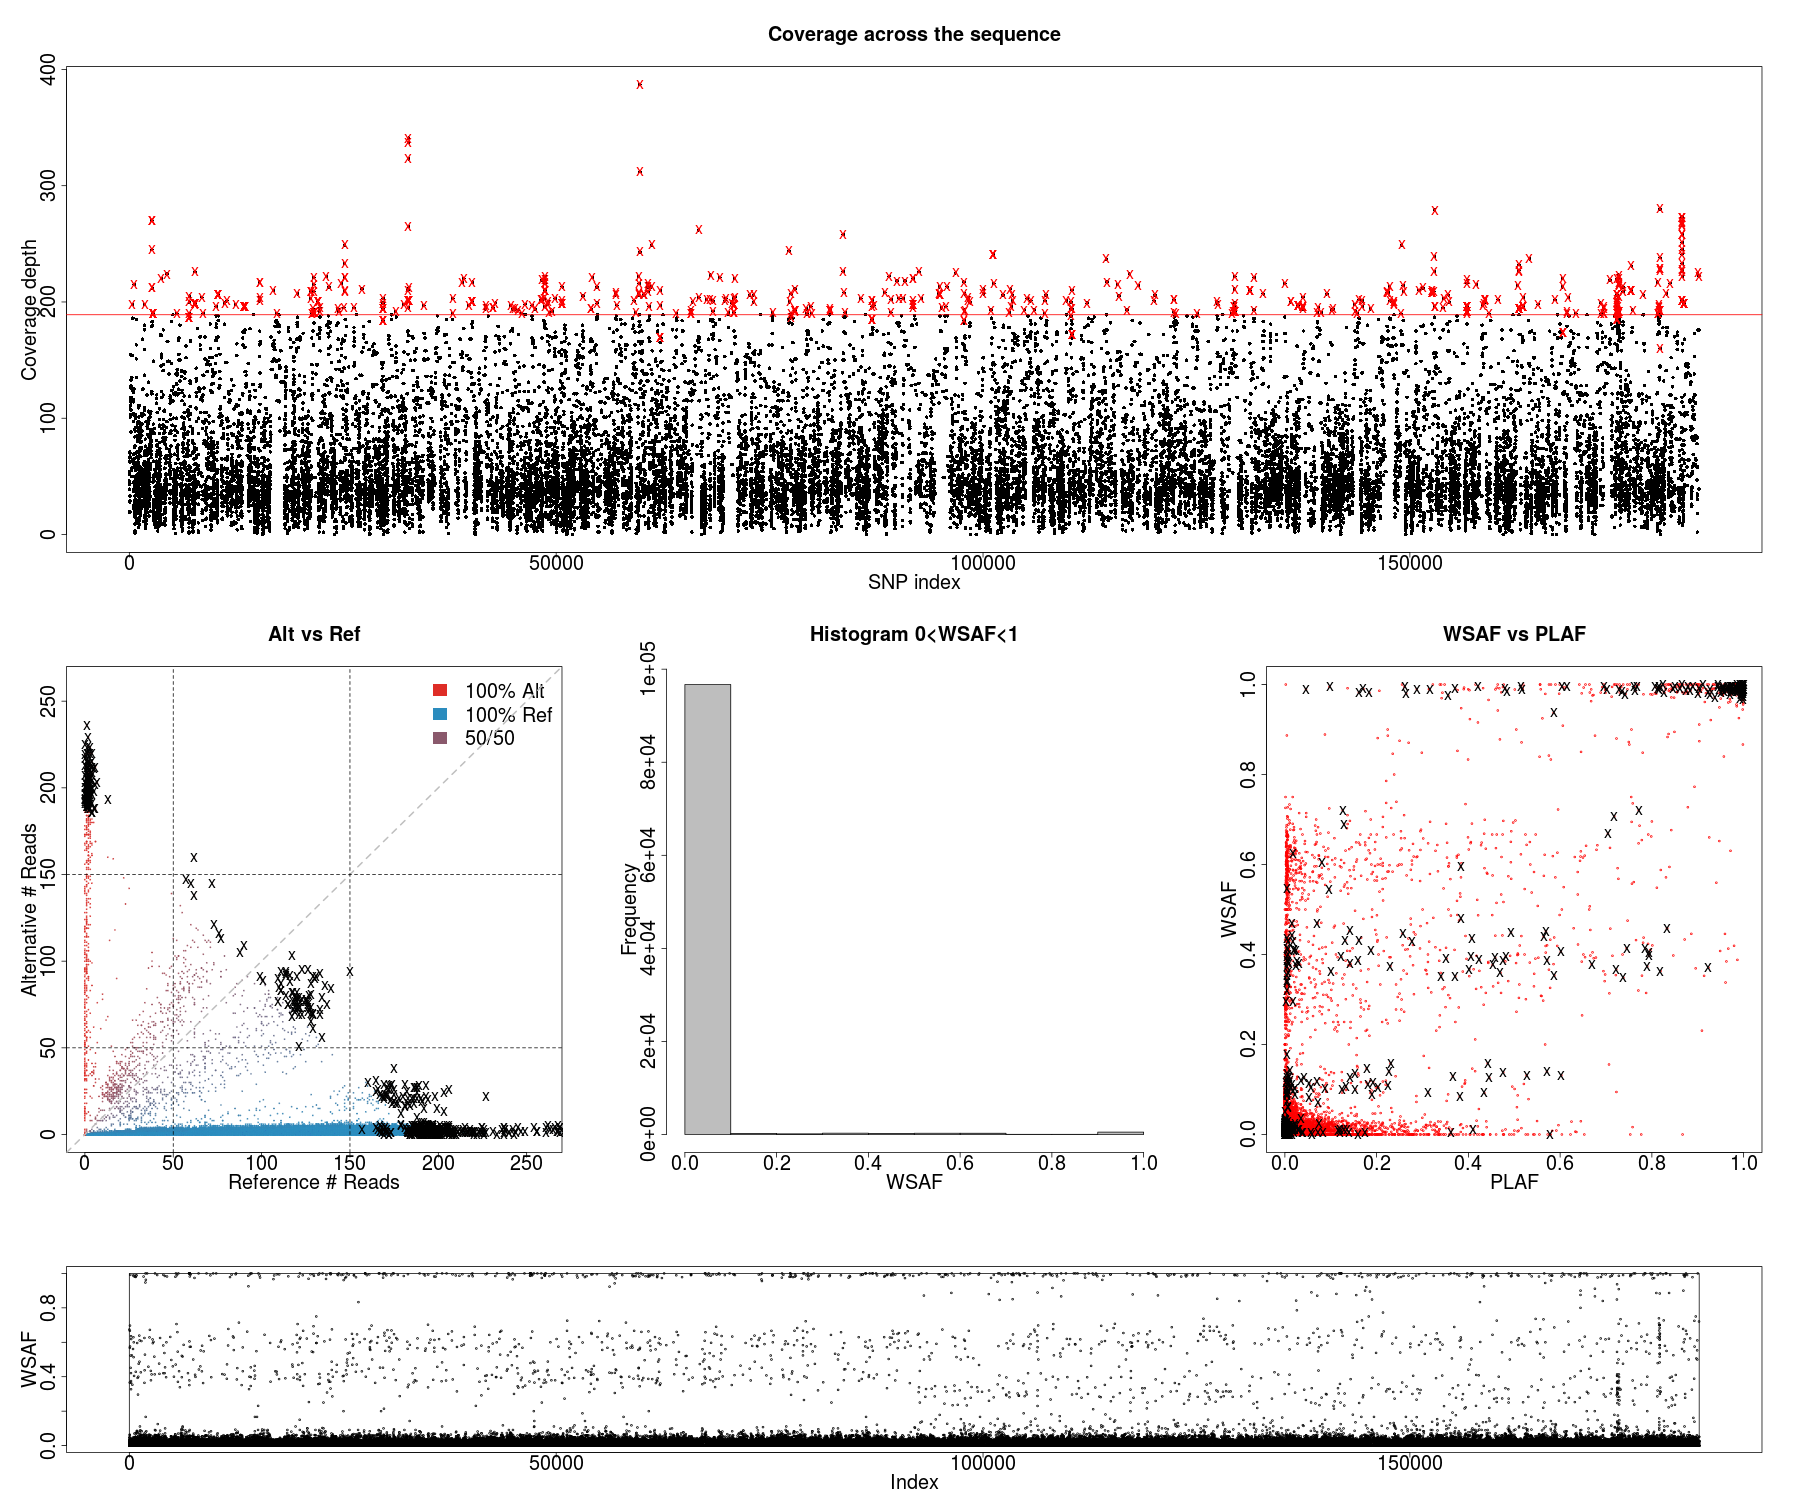 Coverage across the sequence
Coverage depth
0
100
200
300
400
0
50000
100000
150000
SNP index
Alt vs Ref
Alternative # Reads
0
50
100
150
200
250
100% Alt
100% Ref
50/50
0
50
100
150
200
250
Reference # Reads
Histogram 0<WSAF<1
Frequency
0e+00
2e+04
4e+04
6e+04
8e+04
1e+05
0.0
0.2
0.4
0.6
0.8
1.0
WSAF
WSAF vs PLAF
WSAF
0.0
0.2
0.4
0.6
0.8
1.0
0.0
0.2
0.4
0.6
0.8
1.0
PLAF
WSAF
0.0
0.4
0.8
0
50000
100000
150000
Index